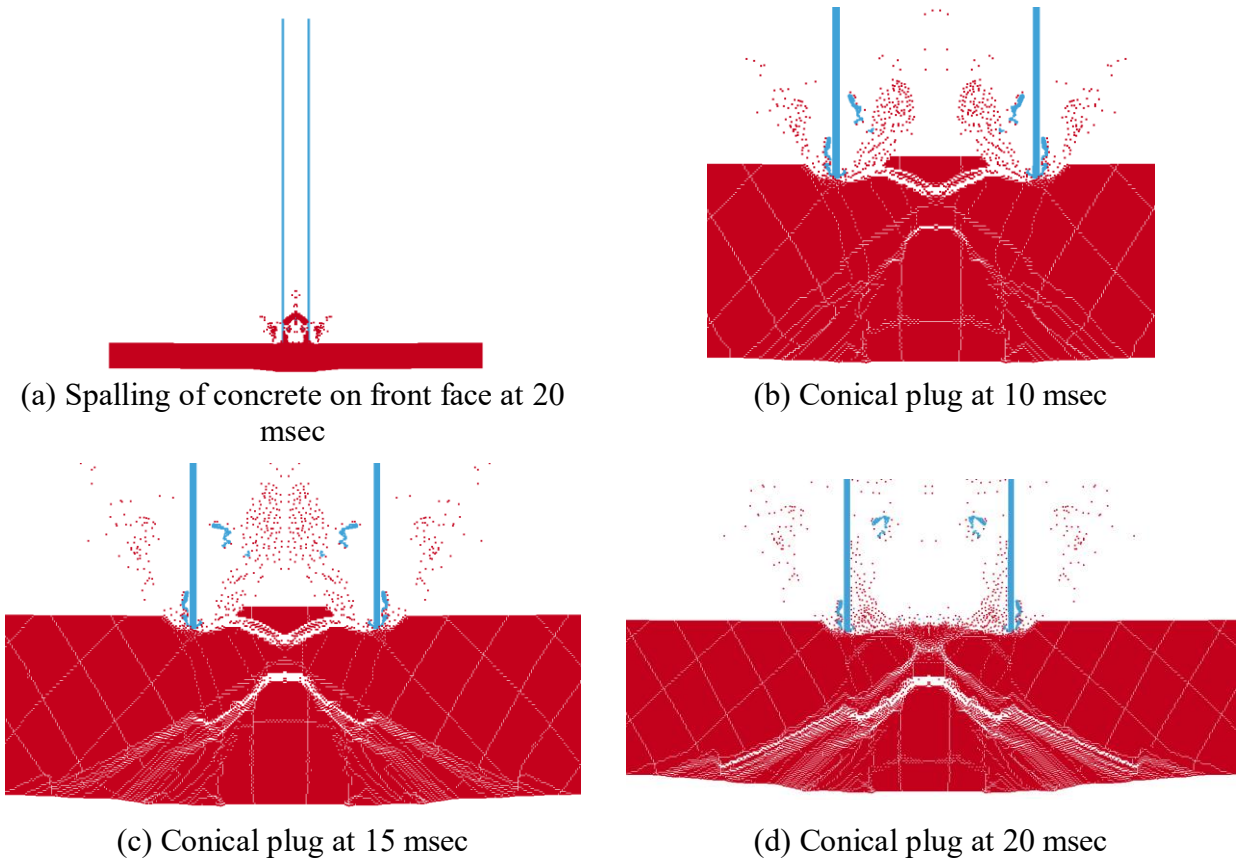 (a) Spalling of concrete on front face at 20
msec
(b) Conical plug at 10 msec
(c) Conical plug at 15 msec
(d) Conical plug at 20 msec